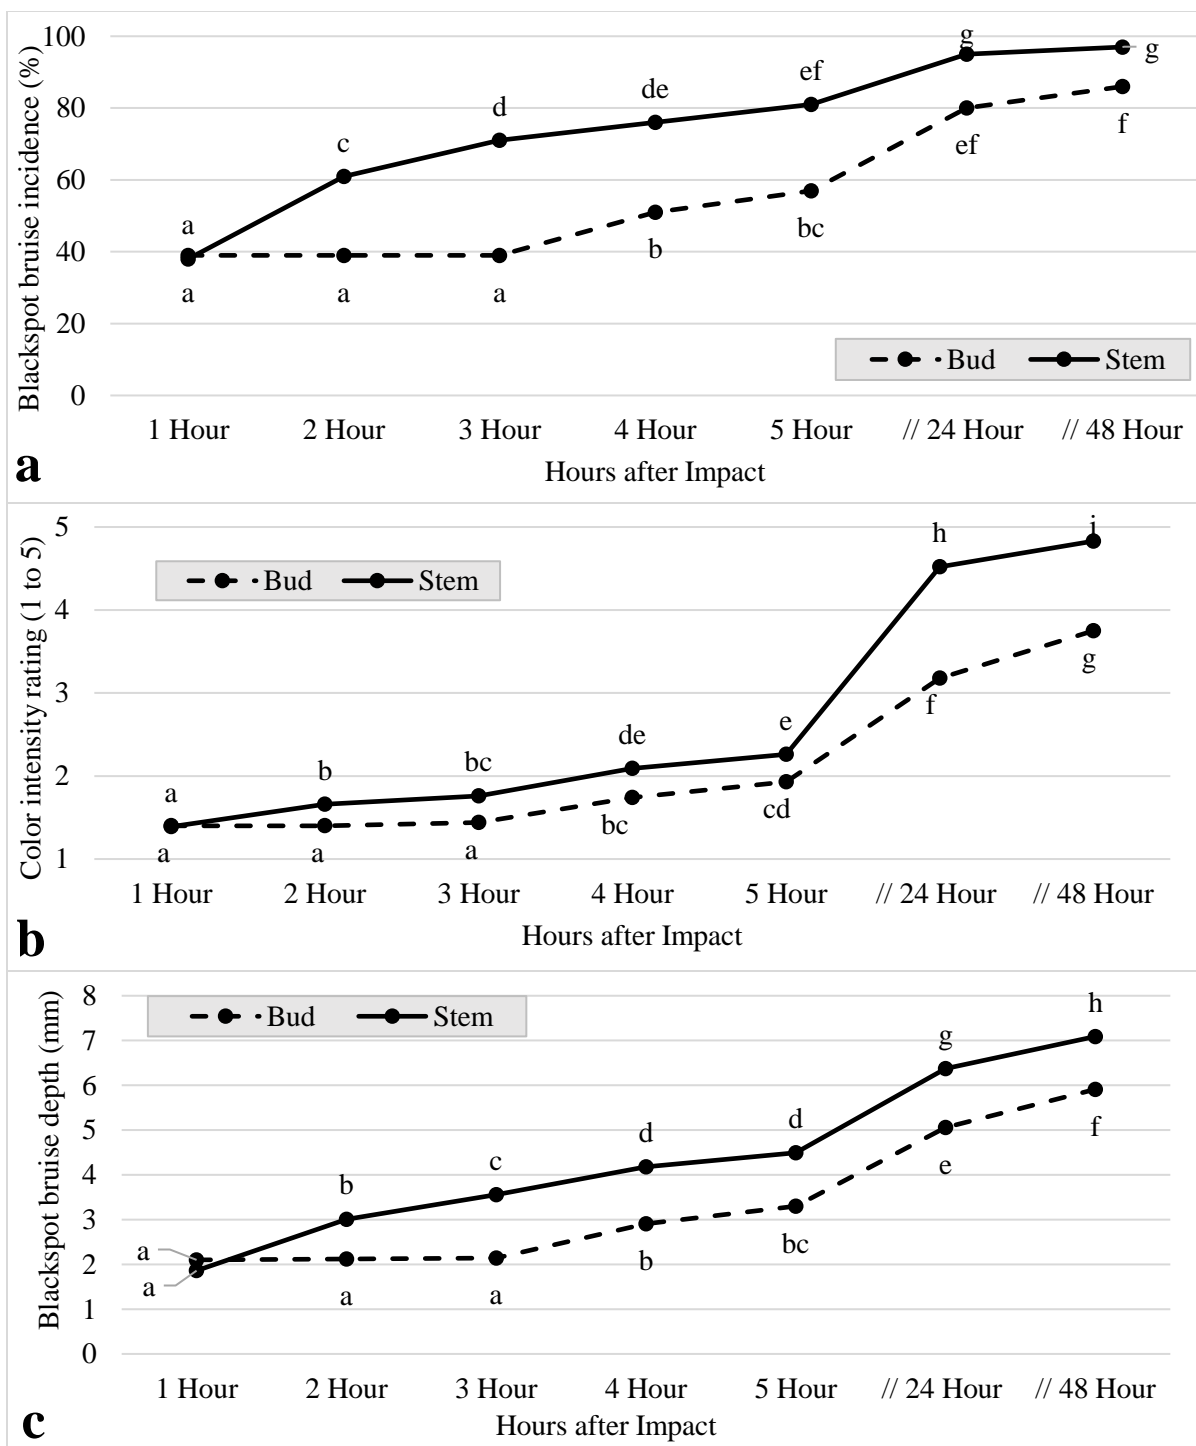 Blackspot bruise incidence (%)
100
80
60
40
20
0
a
c
d
de
ef
g
g
a
a
a
b
bc
ef
f
Bud Stem
1 Hour 2 Hour 3 Hour 4 Hour 5 Hour // 24 Hour // 48 Hour
Hours after Impact
a
Color intensity rating (1 to 5)
5
4
3
2
1
Bud Stem
a
b
bc
de
e
h
i
a
a
a
bc
cd
f
g
1 Hour 2 Hour 3 Hour 4 Hour 5 Hour // 24 Hour // 48 Hour
Hours after Impact
b
Blackspot bruise depth (mm)
8
7
6
5
4
3
2
1
0
Bud Stem
a
b
c
d
d
g
h
a
a
a
b
bc
e
f
1 Hour 2 Hour 3 Hour 4 Hour 5 Hour // 24 Hour // 48 Hour
Hours after Impact
c